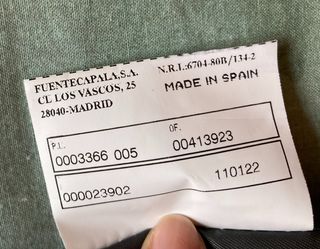 FUENTECAPALA,S.A.
CL LOS VASCOS, 25
28040-MADRID
N.R.I.:6704-80B/134-2
MADE IN SPAIN
P.L. OF.
0003366 005 00413923
000023902 110122